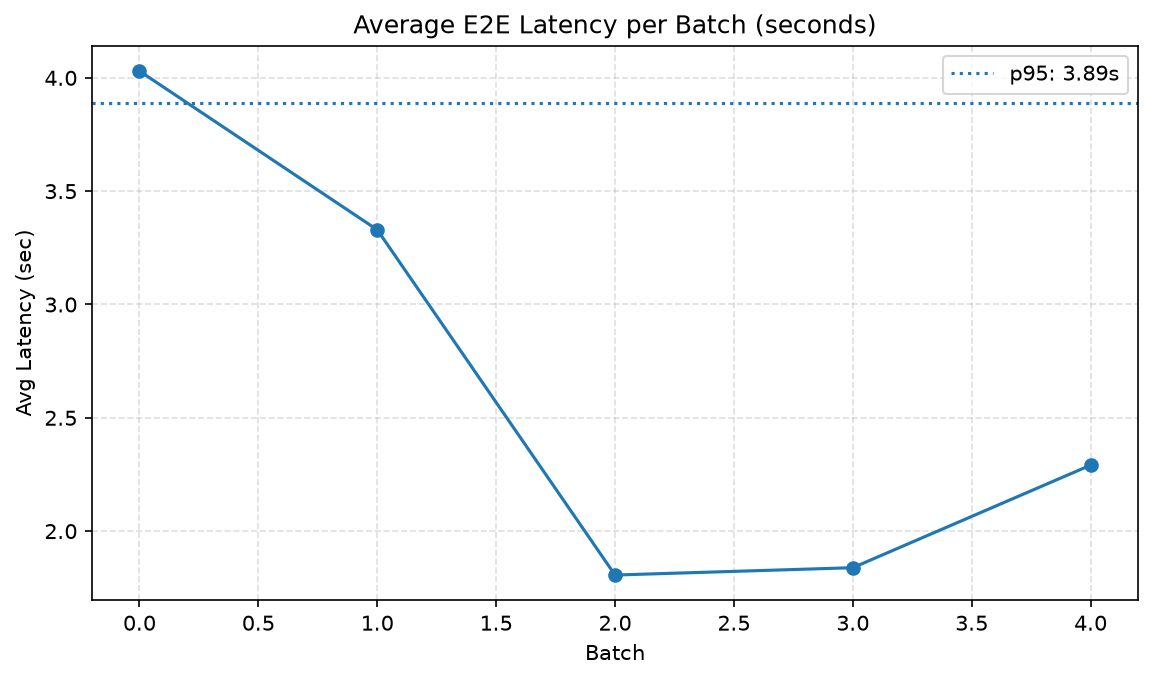 Average E2E Latency per Batch (seconds)
p95: 3.89s
Avg Latency (sec)
4.0
3.5
3.0
2.5
2.0
0.0 0.5 1.0 1.5 2.0 2.5 3.0 3.5 4.0
Batch